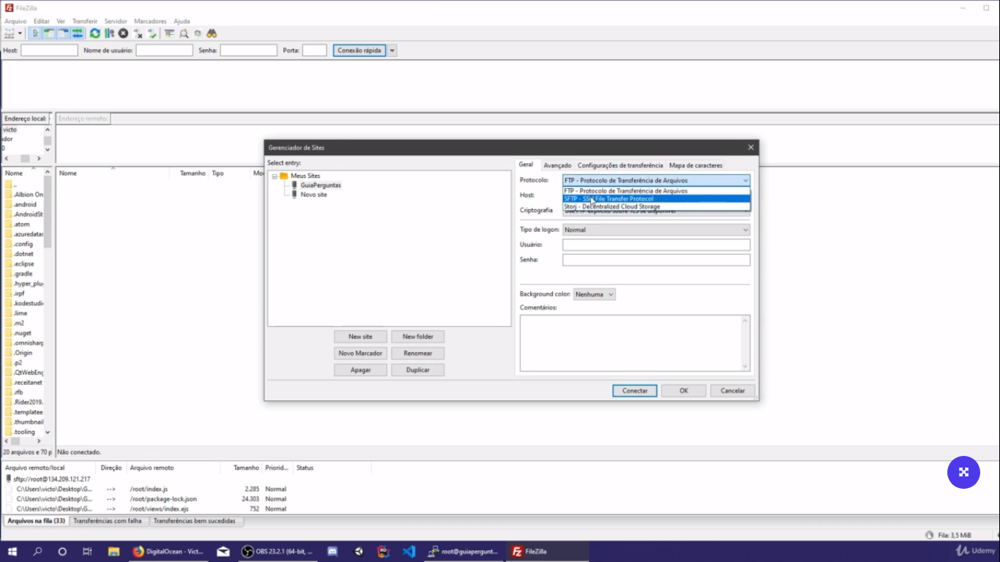 FileZilla
Arquivo Editar Ver Transferir Servidor Marcadores Ajuda
Host: Nome de usuário: Senha: Porta: Conexão rápida
Endereço local: Endereço remoto:
victo
dor
Gerenciador de Sites
Select entry:
Meus Sites
GuiaPerguntas
Novo site
New site New folder
Novo Marcador Renomear
Apagar Duplicar
Geral Avançado Configurações de transferência Mapa de caracteres
Protocolo: FTP - Protocolo de Transferência de Arquivos
FTP - Protocolo de Transferência de Arquivos
Host: SFTP - SSH File Transfer Protocol
Storj - Decentralized Cloud Storage
Criptografia
Tipo de logon: Normal
Usuário:
Senha:
Background color: Nenhuma
Comentários:
Conectar OK Cancelar
Nome Nome Tamanho Tipo Mo
..
.Albion On
.android
.AndroidSt
.atom
.azuredatas
.config
.dotnet
.eclipse
.gradle
.hyper_plu
.irpf
.kodestudi
.lime
.m2
.nuget
.omnisharp
.Origin
.p2
.QtWebEng
.receitanet
.rfb
.Rider2019.
.templatee
.thumbnail
.tooling
20 arquivos e 70 p Não conectado.
Arquivo remoto/local Direção Arquivo remoto Tamanho Priorid... Status
sftp://root@134.209.121.217
C:\Users\victo\Desktop\G... --> /root/index.js 2.285 Normal
C:\Users\victo\Desktop\G... --> /root/package-lock.json 24.303 Normal
C:\Users\victo\Desktop\G... --> /root/views/index.ejs 752 Normal
Arquivos na fila (33) Transferências com falha Transferências bem sucedidas
Fila: 3,5 MiB
DigitalOcean - Vict... OBS 23.2.1 (64-bit, ... root@guiapergunt... FileZilla
Udemy